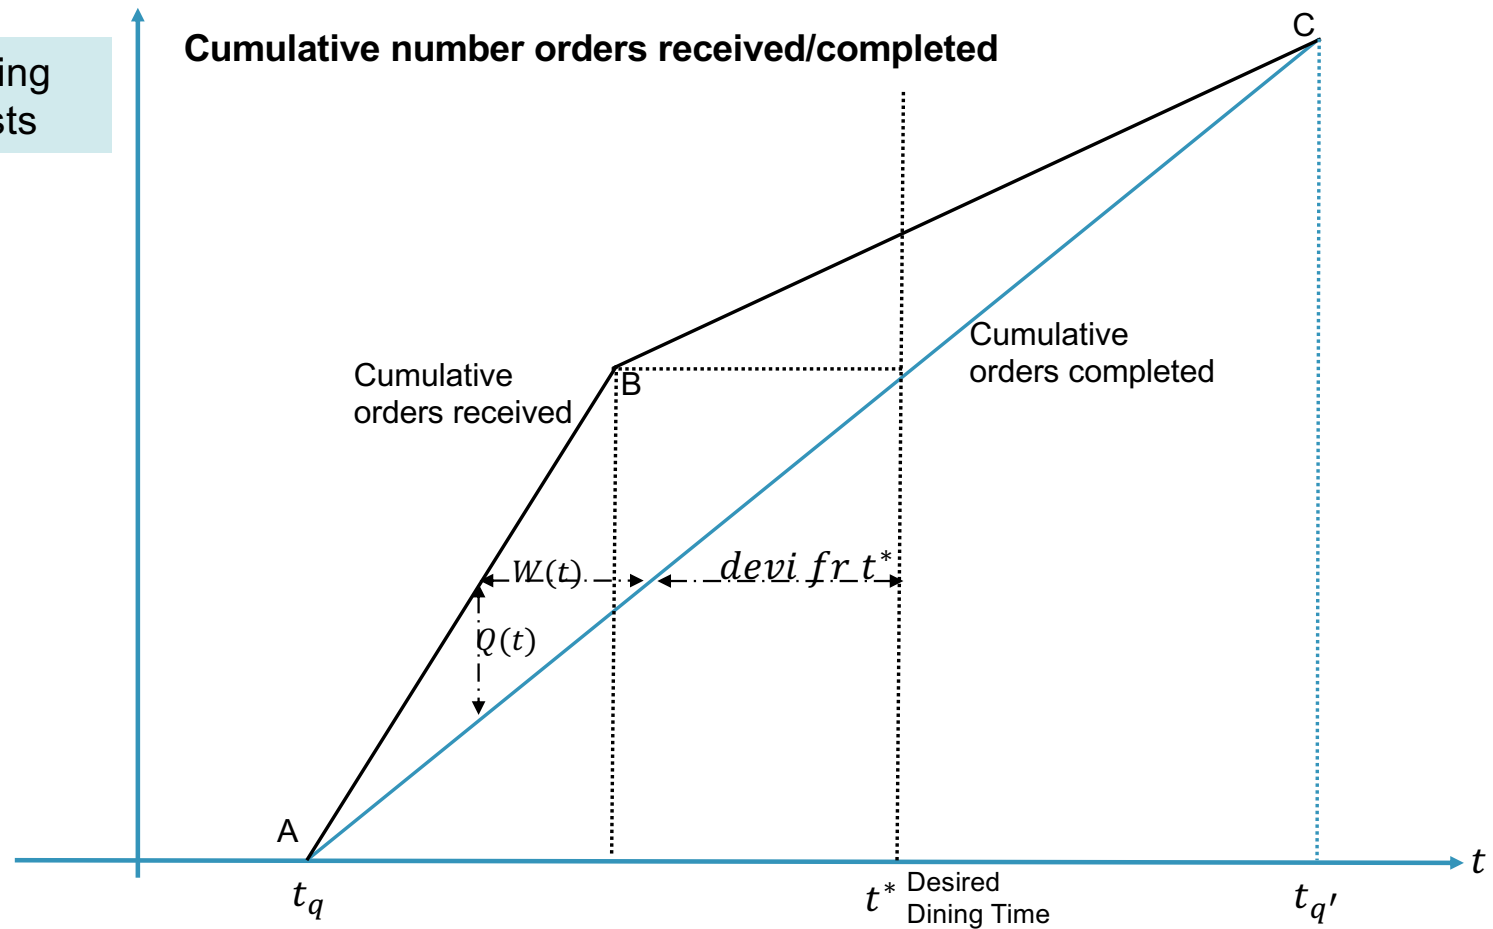 Cumulative number orders received/completed
ing
sts
C
Cumulative
orders completed
Cumulative
orders received
B
W(t)
devi fr t*
Q(t)
A
t
t_q
t* Desired
Dining Time
t_q'